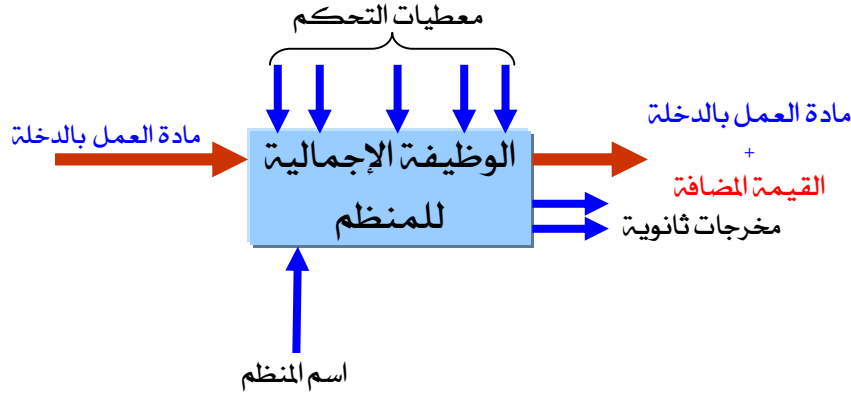 معطيات التحكم
مادة العمل بالدخلة
الوظيفة الإجمالية
للمنظم
مادة العمل بالدخلة
+
القيمة المضافة
مخرجات ثانوية
اسم المنظم